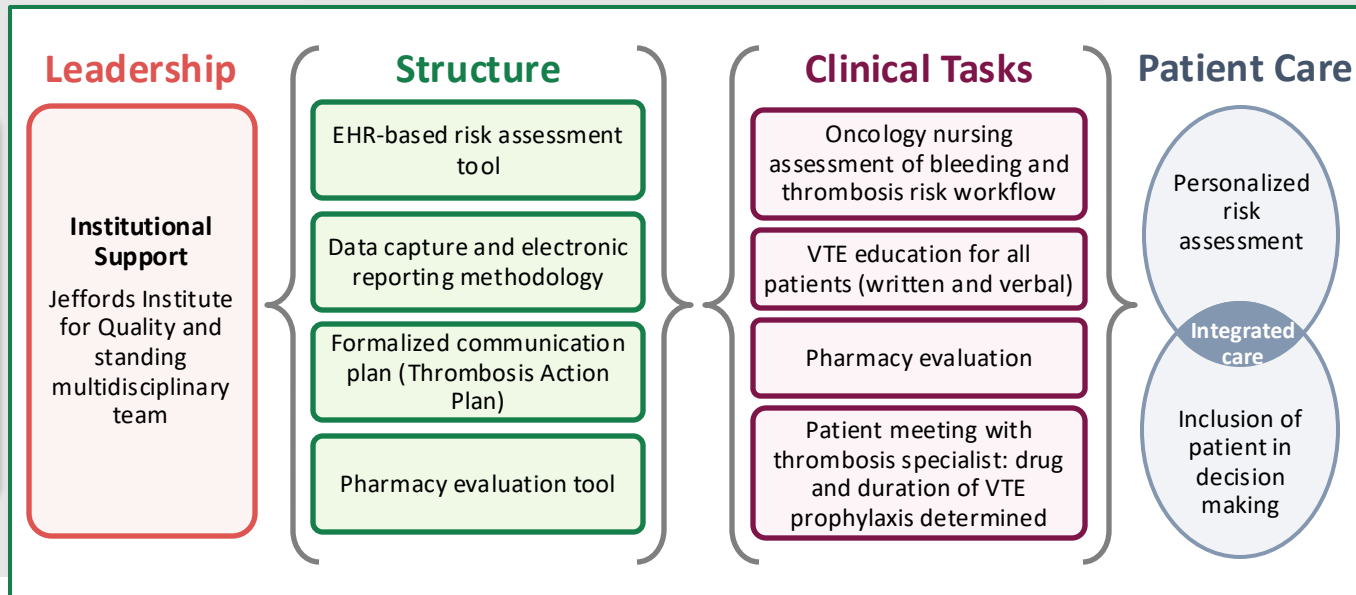 Leadership
Institutional
Support
Jeffords Institute
for Quality and
standing
multidisciplinary
team
Structure
EHR-based risk assessment
tool
Data capture and electronic
reporting methodology
Formalized communication
plan (Thrombosis Action
Plan)
Pharmacy evaluation tool
Clinical Tasks
Oncology nursing
assessment of bleeding and
thrombosis risk workflow
VTE education for all
patients (written and verbal)
Pharmacy evaluation
Patient meeting with
thrombosis specialist: drug
and duration of VTE
prophylaxis determined
Patient Care
Personalized
risk
assessment
Integrated
care
Inclusion of
patient in
decision
making